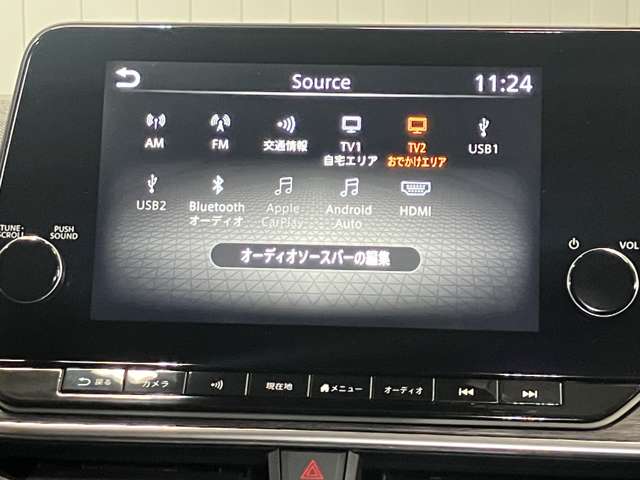 Source
11:24
AM
FM
交通情報
TV1
自宅エリア
TV2
おでかけエリア
USB1
USB2
Bluetooth
オーディオ
Apple
CarPlay
Android
Auto
HDMI
オーディオソースバーの編集
TUNE・
SCROLL
PUSH
SOUND
VOL
戻る
カメラ
現在地
メニュー
オーディオ